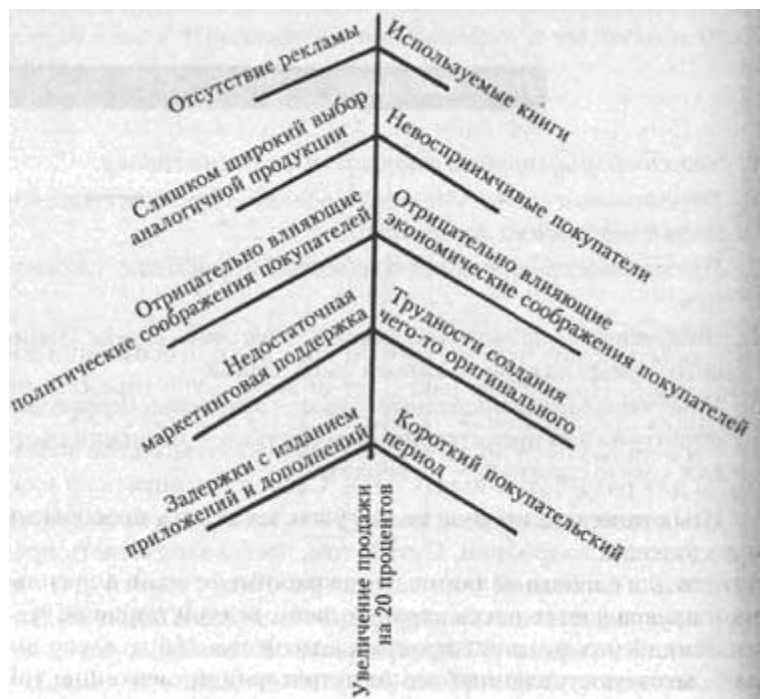 Отсутствие рекламы
Используемые книги
Слишком широкий выбор
аналогичной продукции
Невосприимчивые покупатели
Отрицательно влияющие
политические соображения покупателей
Отрицательно влияющие
экономические соображения покупателей
Недостаточная
маркетинговая поддержка
Трудности создания
чего-то оригинального
Задержки с изданием
приложений и дополнений
Короткий покупательский
период
Увеличение продажи
на 20 процентов